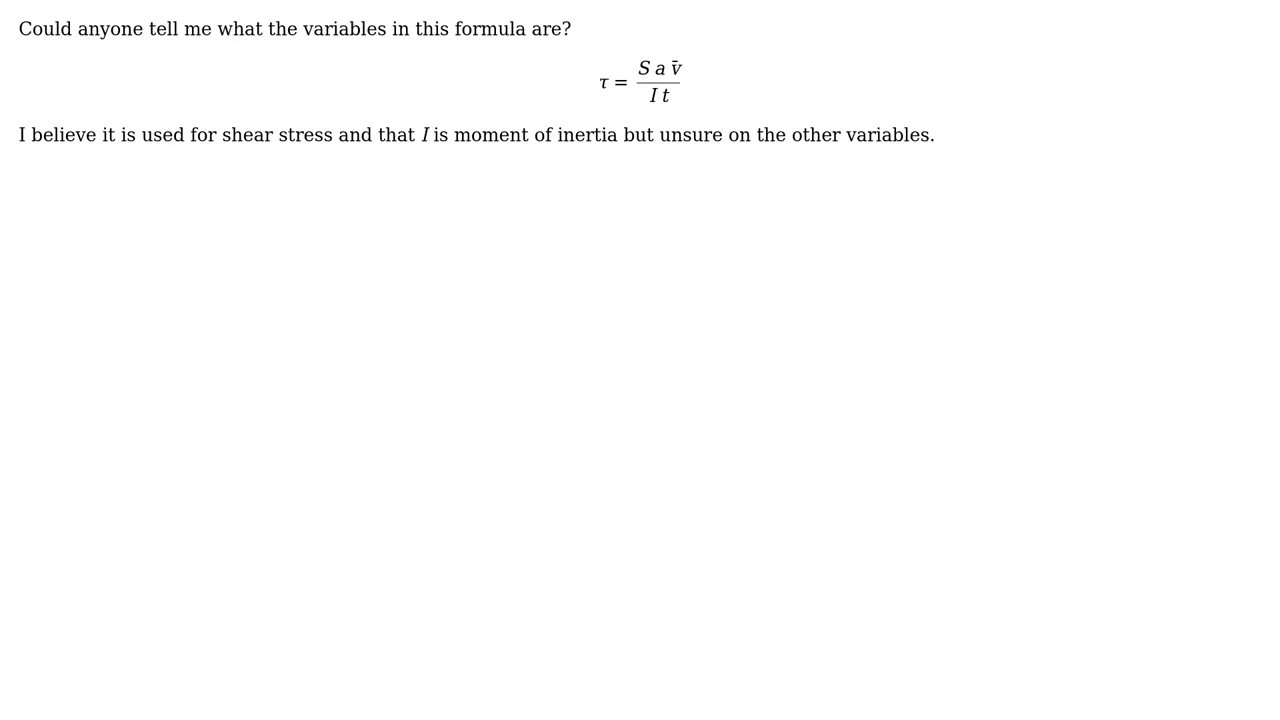 Could anyone tell me what the variables in this formula are?
τ = S a v̄ / I t
I believe it is used for shear stress and that I is moment of inertia but unsure on the other variables.